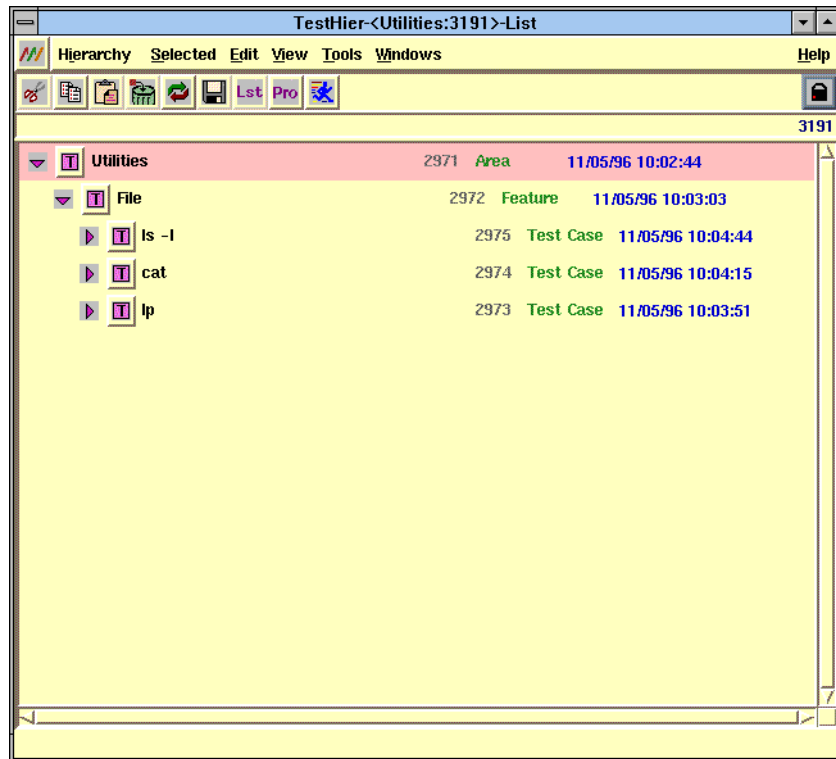 TestHier-<Utilities:3191>-List
Hierarchy Selected Edit View Tools Windows Help
Lst Pro
3191
T Utilities 2971 Area 11/05/96 10:02:44
T File 2972 Feature 11/05/96 10:03:03
T ls -l 2975 Test Case 11/05/96 10:04:44
T cat 2974 Test Case 11/05/96 10:04:15
T lp 2973 Test Case 11/05/96 10:03:51